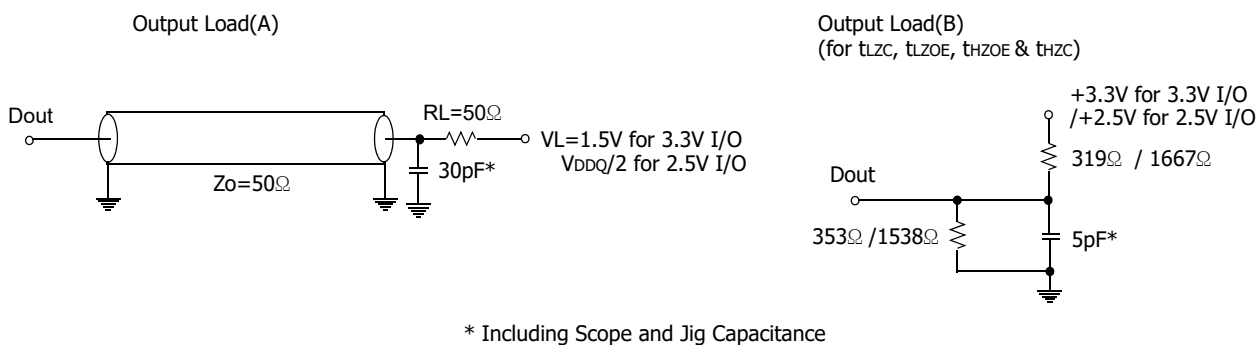 Output Load(A)
Dout
Zo=50Ω
RL=50Ω
30pF*
VL=1.5V for 3.3V I/O
VDDQ/2 for 2.5V I/O
Output Load(B)
(for tLZC, tLZOE, tHZOE & tHZC)
+3.3V for 3.3V I/O
/+2.5V for 2.5V I/O
319Ω / 1667Ω
Dout
353Ω /1538Ω
5pF*
* Including Scope and Jig Capacitance